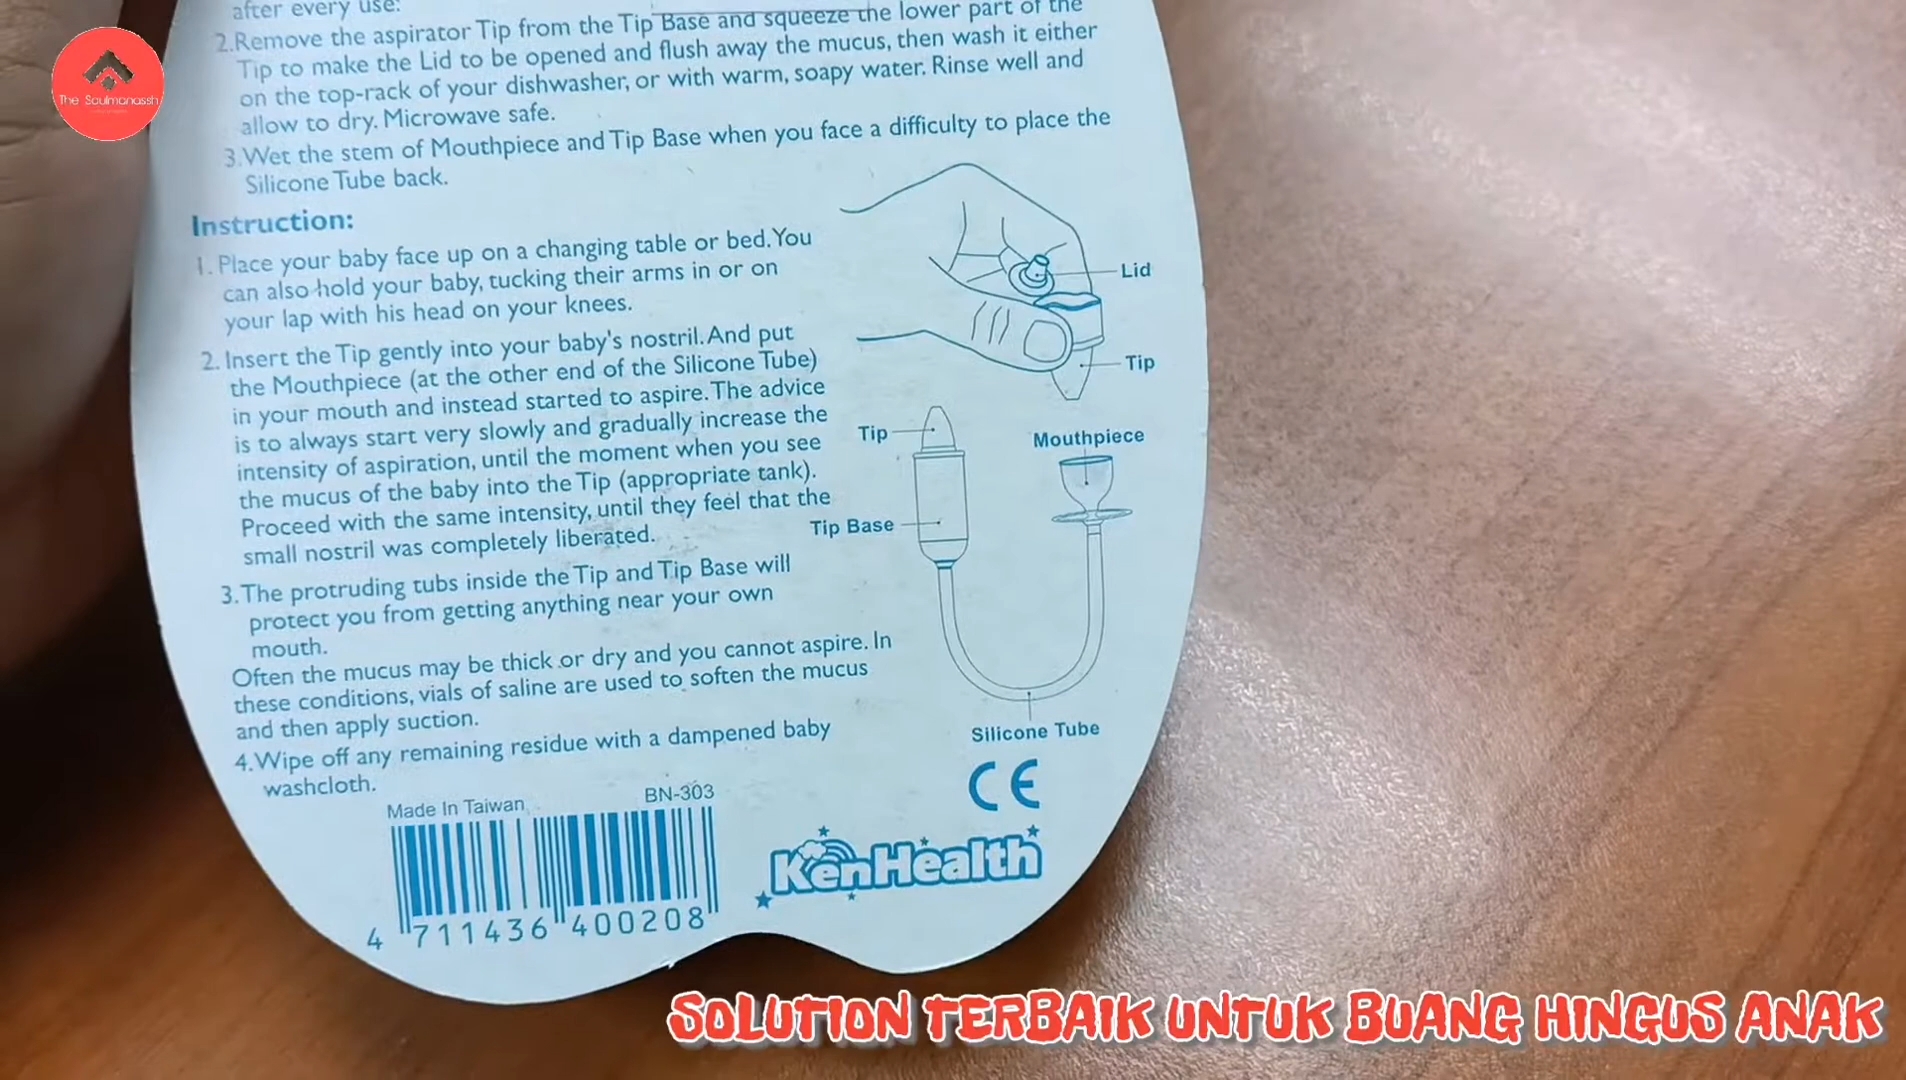 after every use:
2.Remove the aspirator Tip from the Tip Base and squeeze the lower part of the
Tip to make the Lid to be opened and flush away the mucus, then wash it either
on the top-rack of your dishwasher, or with warm, soapy water. Rinse well and
allow to dry. Microwave safe.
3.Wet the stem of Mouthpiece and Tip Base when you face a difficulty to place the
Silicone Tube back.
Instruction:
1. Place your baby face up on a changing table or bed. You
can also hold your baby, tucking their arms in or on
your lap with his head on your knees.
2. Insert the Tip gently into your baby's nostril. And put
the Mouthpiece (at the other end of the Silicone Tube)
in your mouth and instead started to aspire. The advice
is to always start very slowly and gradually increase the
intensity of aspiration, until the moment when you see
the mucus of the baby into the Tip (appropriate tank).
Proceed with the same intensity, until they feel that the
small nostril was completely liberated.
3.The protruding tubs inside the Tip and Tip Base will
protect you from getting anything near your own
mouth.
Often the mucus may be thick or dry and you cannot aspire. In
these conditions, vials of saline are used to soften the mucus
and then apply suction.
4.Wipe off any remaining residue with a dampened baby
washcloth.
Lid
Tip
Tip
Mouthpiece
Tip Base
Silicone Tube
CE
Made In Taiwan
BN-303
4 711436 400208
KenHealth
The Saulmanassh
SOLUTION TERBAIK UNTUK BUANG HINGUS ANAK